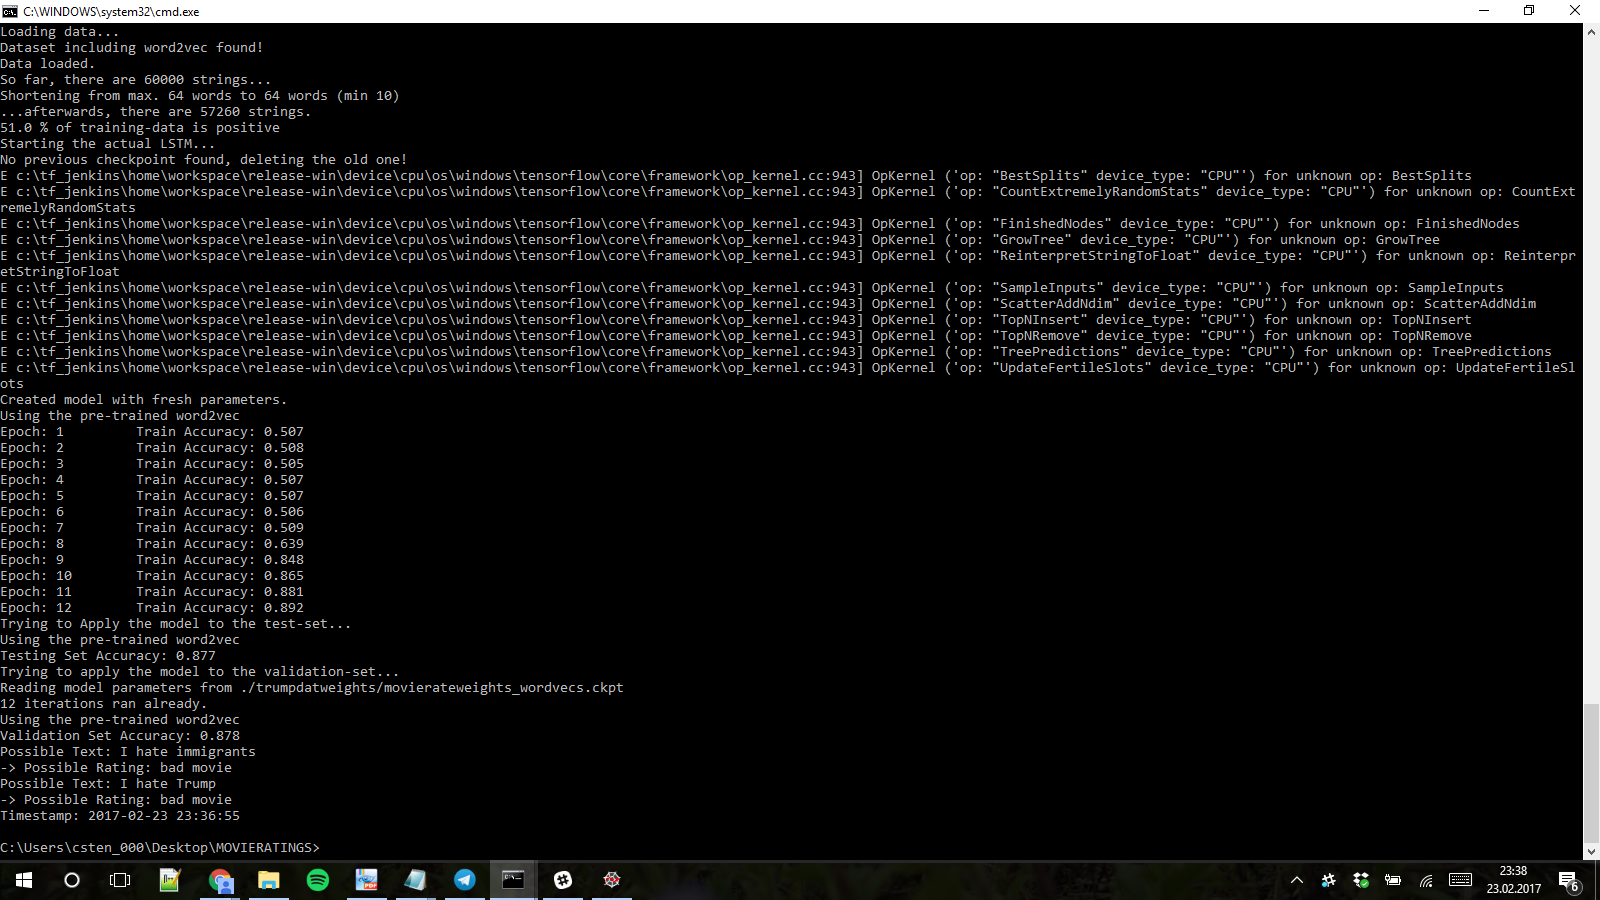 C:\WINDOWS\system32\cmd.exe
Loading data...
Dataset including word2vec found!
Data loaded.
So far, there are 60000 strings...
Shortening from max. 64 words to 64 words (min 10)
...afterwards, there are 57260 strings.
51.0 % of training-data is positive
Starting the actual LSTM...
No previous checkpoint found, deleting the old one!
E c:\tf_jenkins\home\workspace\release-win\device\cpu\os\windows\tensorflow\core\framework\op_kernel.cc:943] OpKernel ('op: "BestSplits" device_type: "CPU"') for unknown op: BestSplits
E c:\tf_jenkins\home\workspace\release-win\device\cpu\os\windows\tensorflow\core\framework\op_kernel.cc:943] OpKernel ('op: "CountExtremelyRandomStats" device_type: "CPU"') for unknown op: CountExt
remelyRandomStats
E c:\tf_jenkins\home\workspace\release-win\device\cpu\os\windows\tensorflow\core\framework\op_kernel.cc:943] OpKernel ('op: "FinishedNodes" device_type: "CPU"') for unknown op: FinishedNodes
E c:\tf_jenkins\home\workspace\release-win\device\cpu\os\windows\tensorflow\core\framework\op_kernel.cc:943] OpKernel ('op: "GrowTree" device_type: "CPU"') for unknown op: GrowTree
E c:\tf_jenkins\home\workspace\release-win\device\cpu\os\windows\tensorflow\core\framework\op_kernel.cc:943] OpKernel ('op: "ReinterpretStringToFloat" device_type: "CPU"') for unknown op: Reinterpr
etStringToFloat
E c:\tf_jenkins\home\workspace\release-win\device\cpu\os\windows\tensorflow\core\framework\op_kernel.cc:943] OpKernel ('op: "SampleInputs" device_type: "CPU"') for unknown op: SampleInputs
E c:\tf_jenkins\home\workspace\release-win\device\cpu\os\windows\tensorflow\core\framework\op_kernel.cc:943] OpKernel ('op: "ScatterAddNdim" device_type: "CPU"') for unknown op: ScatterAddNdim
E c:\tf_jenkins\home\workspace\release-win\device\cpu\os\windows\tensorflow\core\framework\op_kernel.cc:943] OpKernel ('op: "TopNInsert" device_type: "CPU"') for unknown op: TopNInsert
E c:\tf_jenkins\home\workspace\release-win\device\cpu\os\windows\tensorflow\core\framework\op_kernel.cc:943] OpKernel ('op: "TopNRemove" device_type: "CPU"') for unknown op: TopNRemove
E c:\tf_jenkins\home\workspace\release-win\device\cpu\os\windows\tensorflow\core\framework\op_kernel.cc:943] OpKernel ('op: "TreePredictions" device_type: "CPU"') for unknown op: TreePredictions
E c:\tf_jenkins\home\workspace\release-win\device\cpu\os\windows\tensorflow\core\framework\op_kernel.cc:943] OpKernel ('op: "UpdateFertileSlots" device_type: "CPU"') for unknown op: UpdateFertileSl
ots
Created model with fresh parameters.
Using the pre-trained word2vec
Epoch: 1 Train Accuracy: 0.507
Epoch: 2 Train Accuracy: 0.508
Epoch: 3 Train Accuracy: 0.505
Epoch: 4 Train Accuracy: 0.507
Epoch: 5 Train Accuracy: 0.507
Epoch: 6 Train Accuracy: 0.506
Epoch: 7 Train Accuracy: 0.509
Epoch: 8 Train Accuracy: 0.639
Epoch: 9 Train Accuracy: 0.848
Epoch: 10 Train Accuracy: 0.865
Epoch: 11 Train Accuracy: 0.881
Epoch: 12 Train Accuracy: 0.892
Trying to Apply the model to the test-set...
Using the pre-trained word2vec
Testing Set Accuracy: 0.877
Trying to apply the model to the validation-set...
Reading model parameters from ./trumpdatweights/movierateweights_wordvecs.ckpt
12 iterations ran already.
Using the pre-trained word2vec
Validation Set Accuracy: 0.878
Possible Text: I hate immigrants
-> Possible Rating: bad movie
Possible Text: I hate Trump
-> Possible Rating: bad movie
Timestamp: 2017-02-23 23:36:55
C:\Users\csten_000\Desktop\MOVIERATINGS>
PDF
23:38
23.02.2017
6